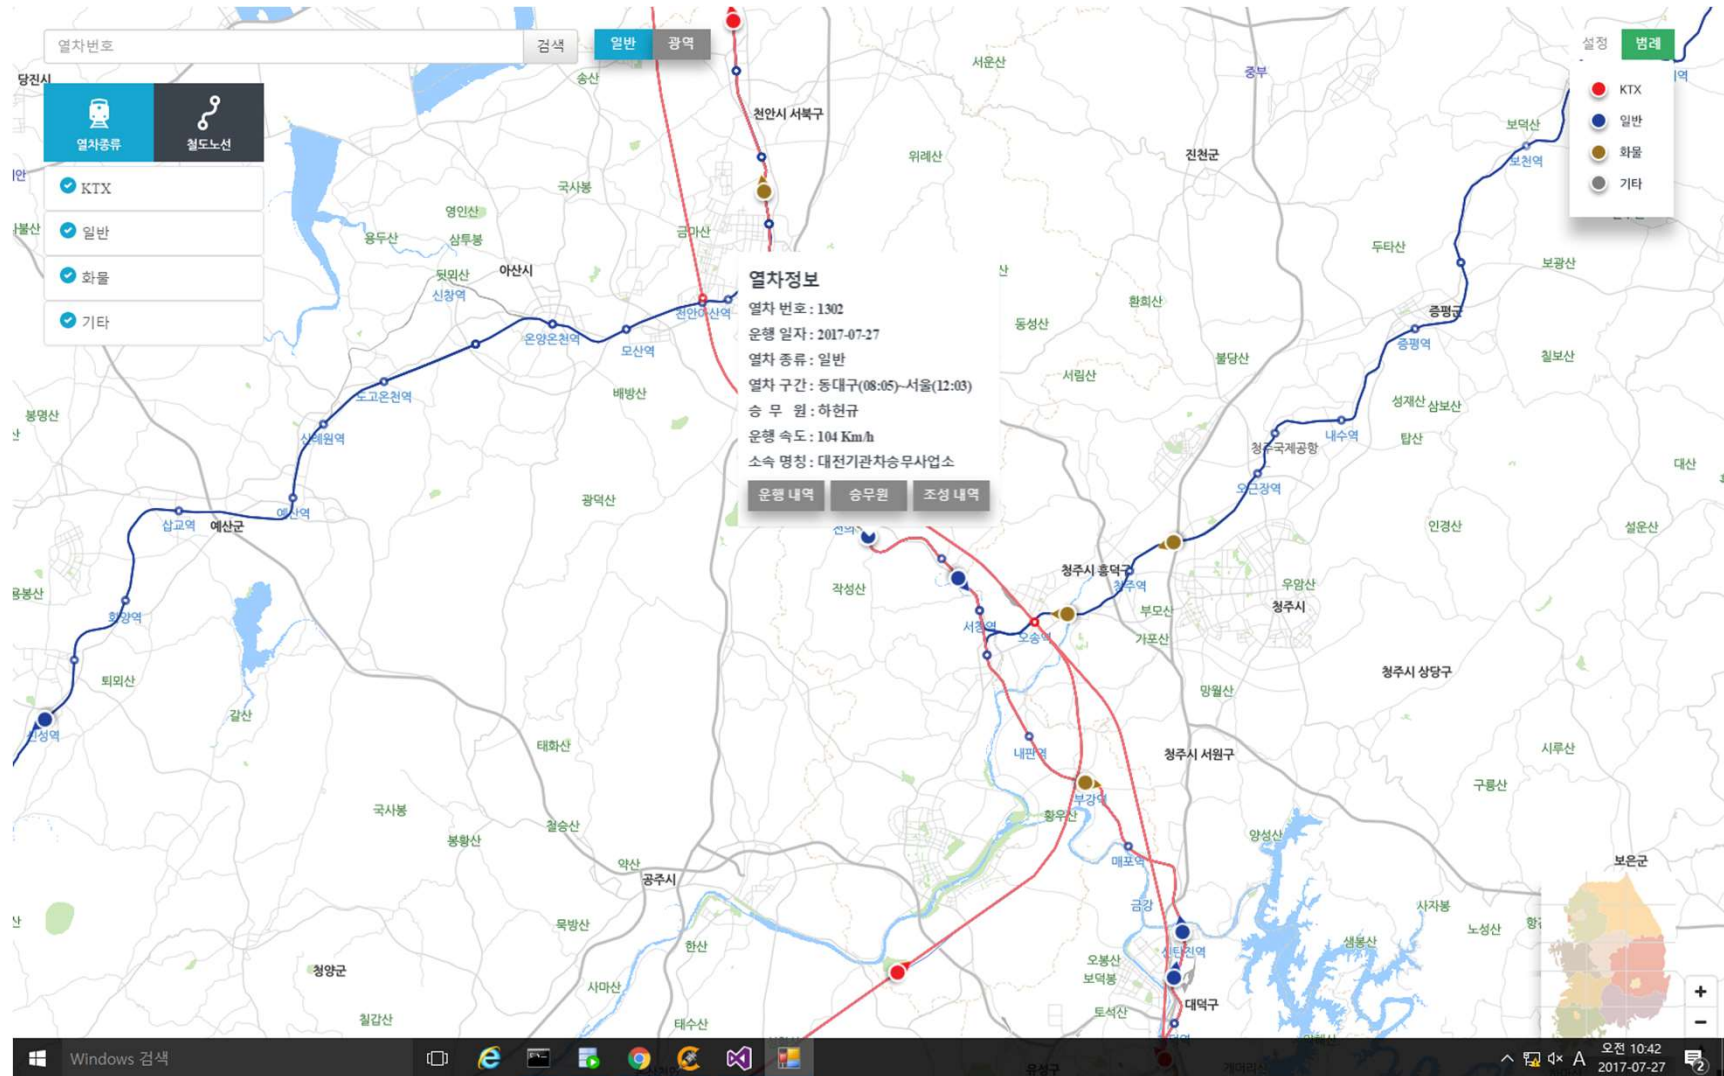 열차번호
검색
일반
광역
설정
범례
KTX
일반
화물
기타
열차종류
철도노선
KTX
일반
화물
기타
당진시
송산
천안시 서북구
서운산
중부
보덕산
보천역
위례산
진천군
국사봉
영인산
금마산
용두산
삼투봉
두타산
보광산
뒷뫼산
아산시
신창역
환희산
증평군
천안아산역
온양온천역
모산역
동성산
증평역
불당산
칠보산
서림산
배방산
도고온천역
성재산
삼보산
봉명산
신례원역
내수역
탑산
청주국제공항
대산
오근장역
광덕산
예산역
삽교역
예산군
인경산
설운산
열차정보
열차 번호 : 1302
운행 일자 : 2017-07-27
열차 종류 : 일반
열차 구간 : 동대구(08:05)~서울(12:03)
승 무 원 : 하헌규
운행 속도 : 104 Km/h
소속 명칭 : 대전기관차승무사업소
운행 내역
승무원
조성 내역
작성산
청주시 흥덕구
청주역
우암산
용봉산
부모산
청주시
화양역
서창역
오송역
가포산
청주시 상당구
퇴뫼산
망월산
갈산
신성역
태화산
내판역
청주시 서원구
시루산
구룡산
부강역
국사봉
황우산
철승산
봉황산
양성산
매포역
약산
공주시
보은군
금강
사자봉
묵방산
노성산
한산
샘봉산
신탄진역
오봉산
청양군
보덕봉
사마산
대덕구
칠갑산
태수산
토석산
+
−
Windows 검색
유성구
A
오전 10:42
2017-07-27
2